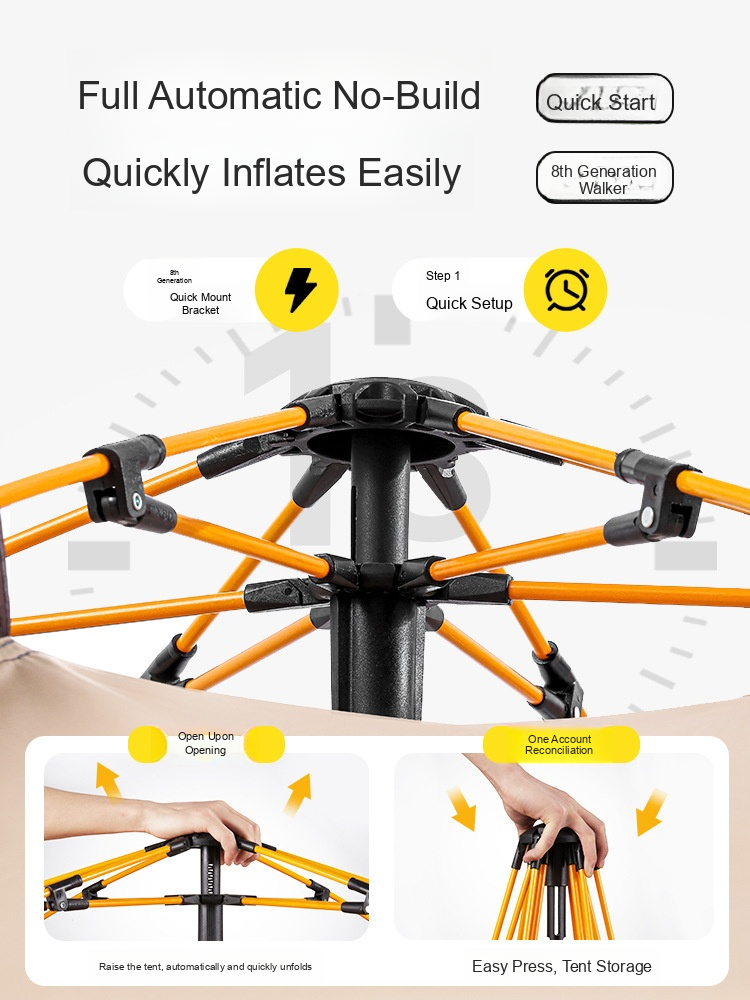 Full Automatic No-Build
Quick Start
Quickly Inflates Easily
8th Generation
Walker
8th
Generation
Quick Mount
Bracket
Step 1
Quick Setup
1s
Open Upon
Opening
One Account
Reconciliation
Raise the tent, automatically and quickly unfolds
Easy Press, Tent Storage